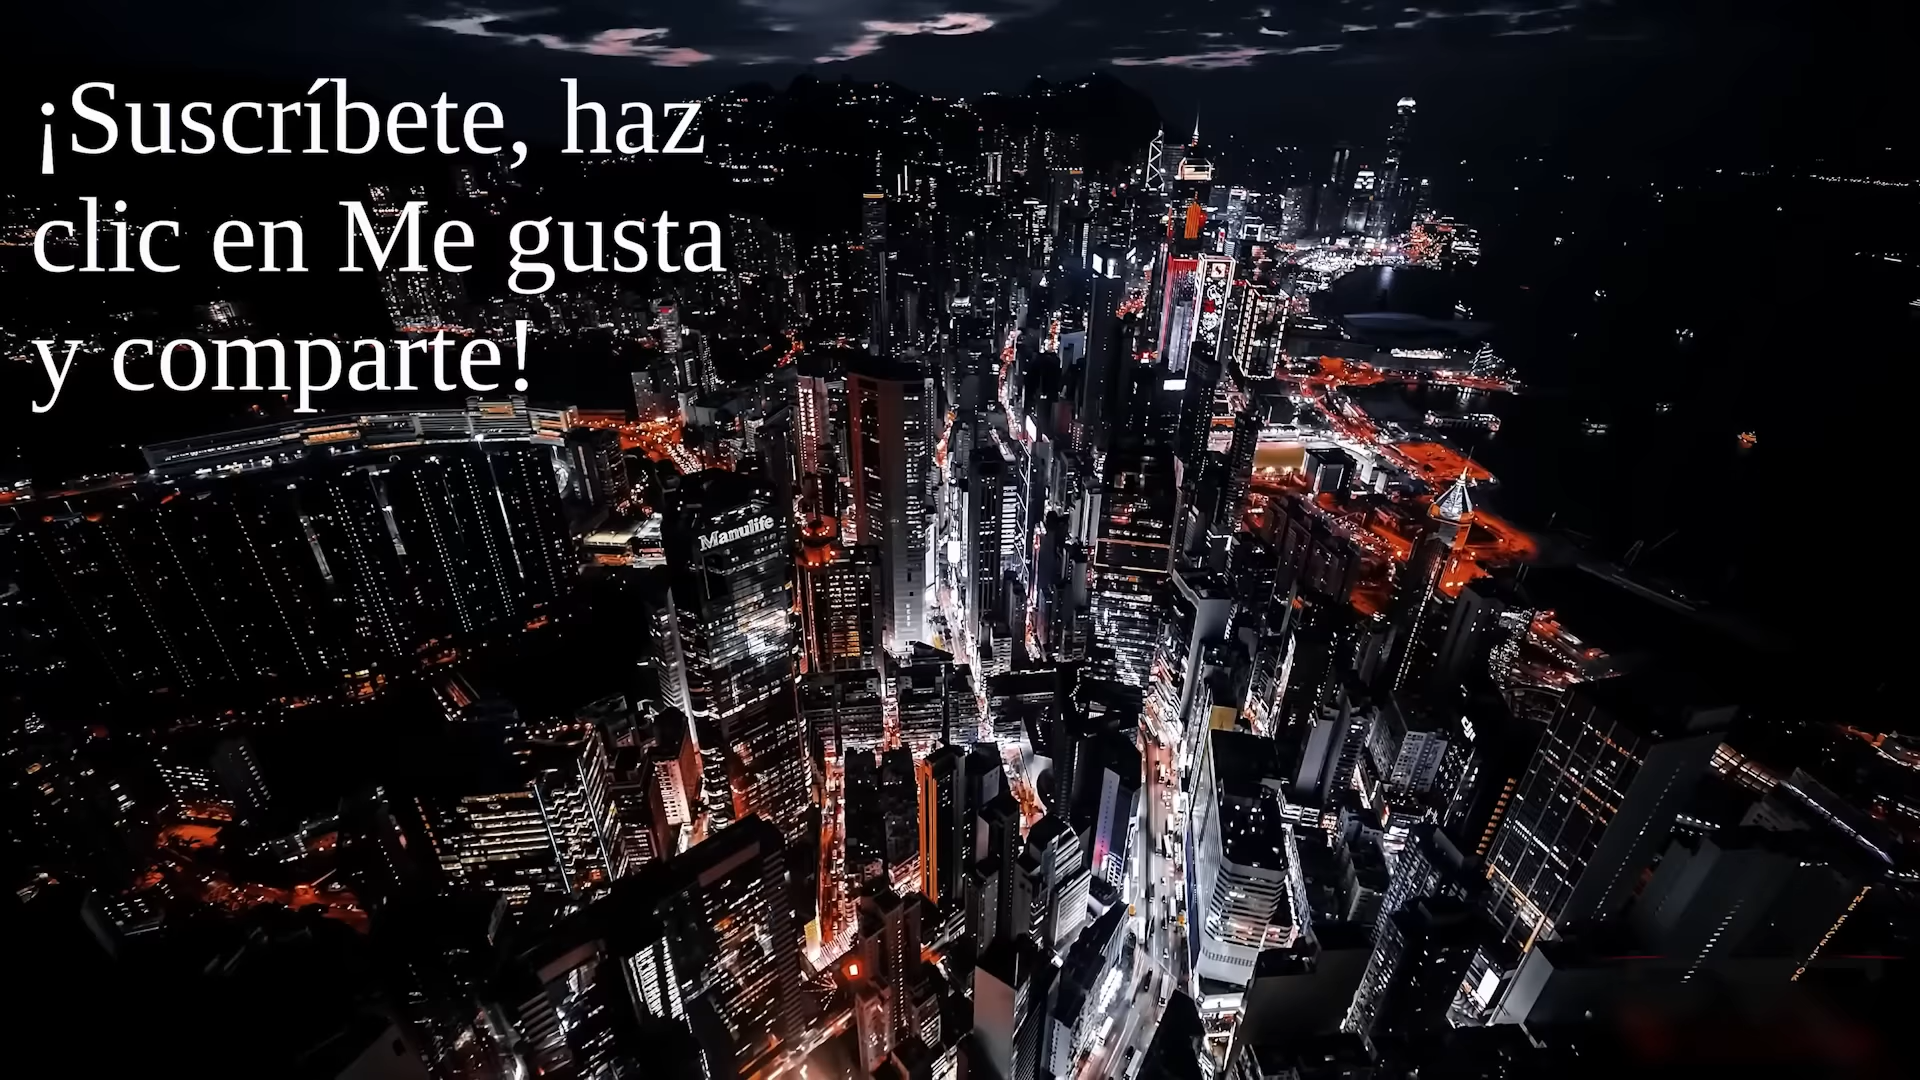 ¡Suscríbete, haz
clic en Me gusta
y comparte!
Manulife